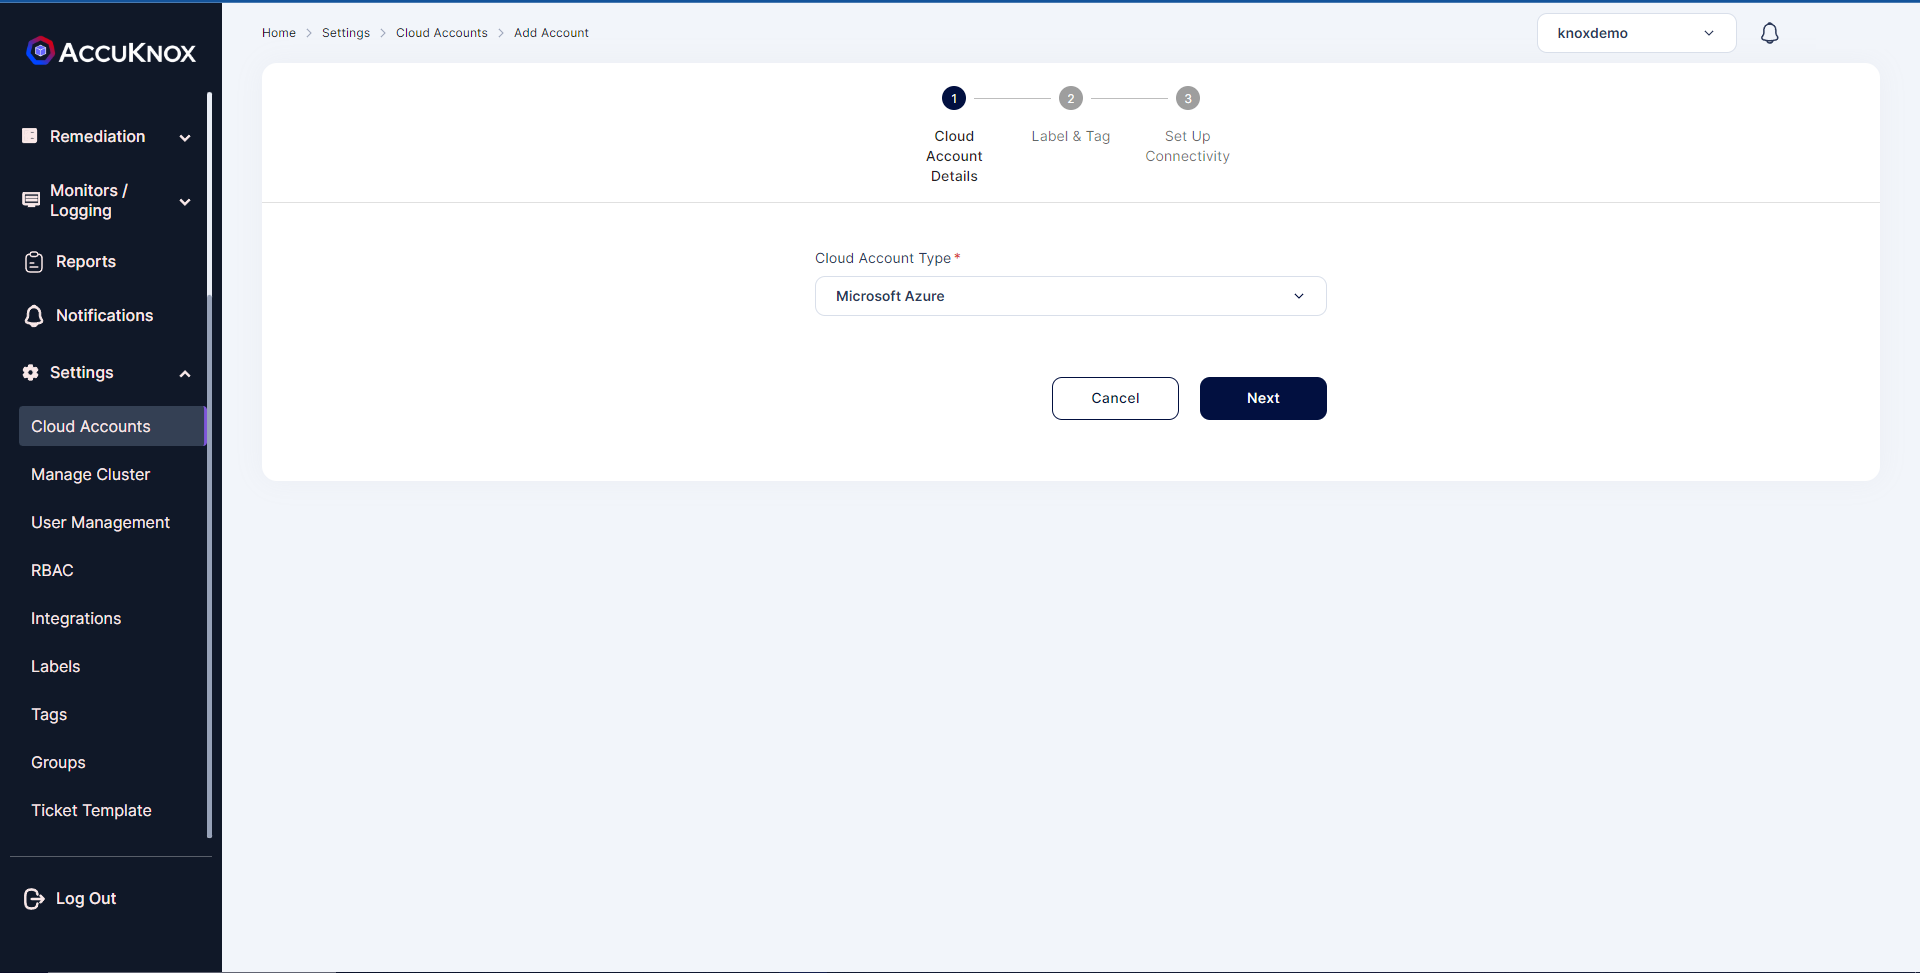 ACCUKNOX
Remediation
Monitors /
Logging
Reports
Notifications
Settings
Cloud Accounts
Manage Cluster
User Management
RBAC
Integrations
Labels
Tags
Groups
Ticket Template
Log Out
Home > Settings > Cloud Accounts > Add Account
knoxdemo
1 2 3
Cloud
Account
Details
Label & Tag
Set Up
Connectivity
Cloud Account Type*
Microsoft Azure
Cancel
Next